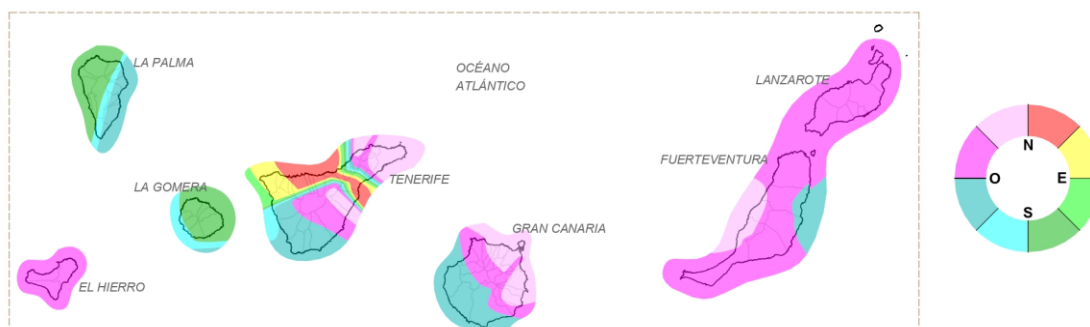 LA PALMA
OCÉANO
ATLÁNTICO
LANZAROTE
FUERTEVENTURA
LA GOMERA
TENERIFE
GRAN CANARIA
EL HIERRO
N
O E
S